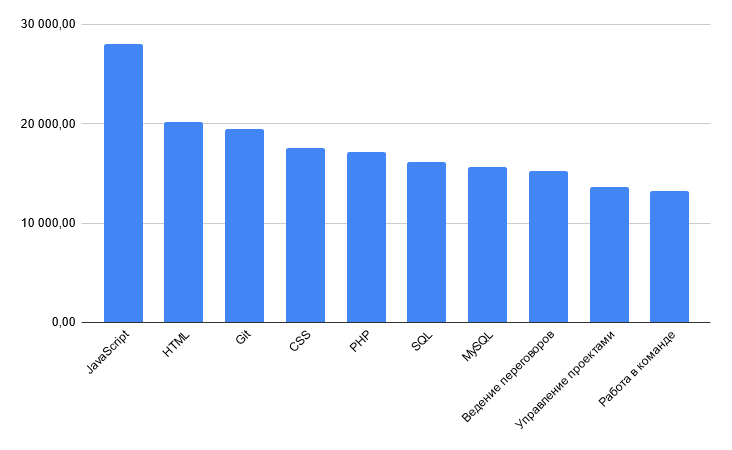 30 000,00
20 000,00
10 000,00
0,00
JavaScript
HTML
Git
CSS
PHP
SQL
MySQL
Ведение переговоров
Управление проектами
Работа в команде